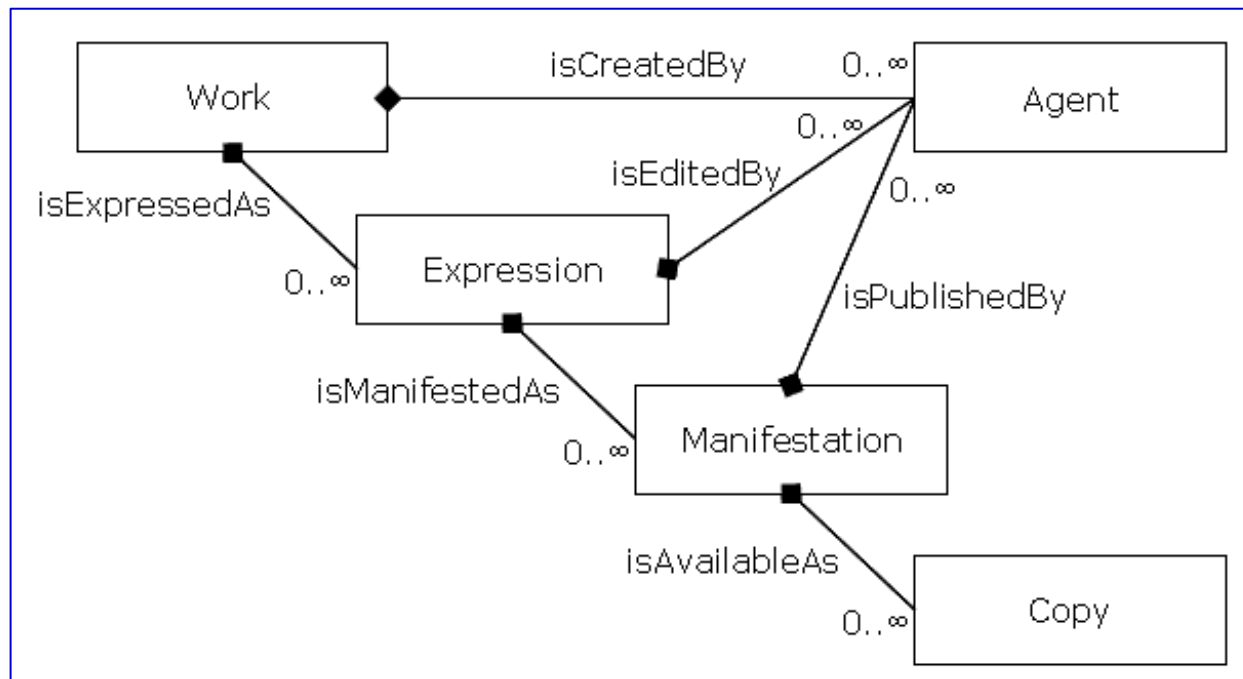 isCreatedBy
0..∞
Work
Agent
0..∞
isEditedBy
0..∞
isExpressedAs
Expression
0..∞
isPublishedBy
isManifestedAs
Manifestation
0..∞
isAvailableAs
Copy
0..∞